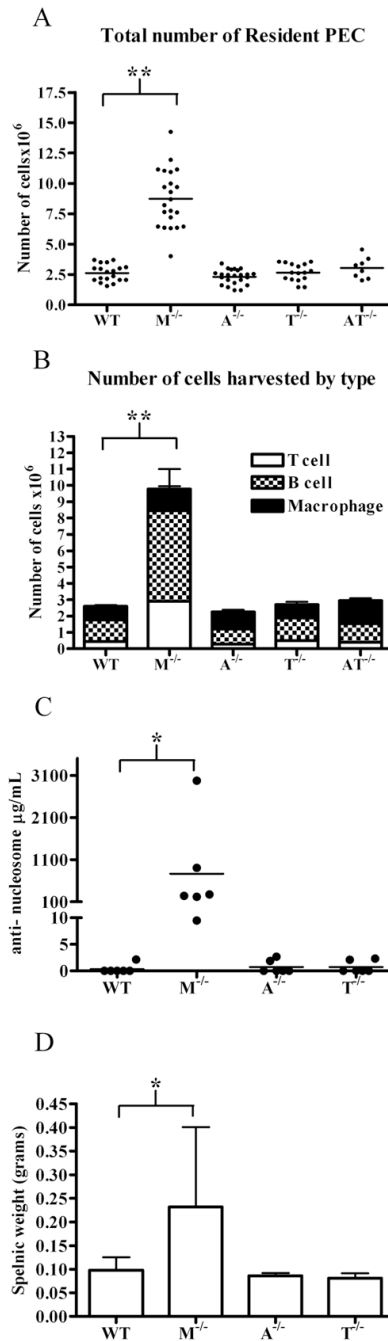 A
Total number of Resident PEC
**
Number of cellsx10⁶
17.5
15.0
12.5
10.0
7.5
5.0
2.5
0.0
WT M⁻/⁻ A⁻/⁻ T⁻/⁻ AT⁻/⁻
B
Number of cells harvested by type
**
T cell
B cell
Macrophage
Number of cells x10⁶
13
12
11
10
9
8
7
6
5
4
3
2
1
0
WT M⁻/⁻ A⁻/⁻ T⁻/⁻ AT⁻/⁻
C
*
anti- nucleosome µg/mL
3100
2100
1100
100
10
5
0
WT M⁻/⁻ A⁻/⁻ T⁻/⁻
D
*
Spelnic weight (grams)
0.45
0.40
0.35
0.30
0.25
0.20
0.15
0.10
0.05
0.00
WT M⁻/⁻ A⁻/⁻ T⁻/⁻